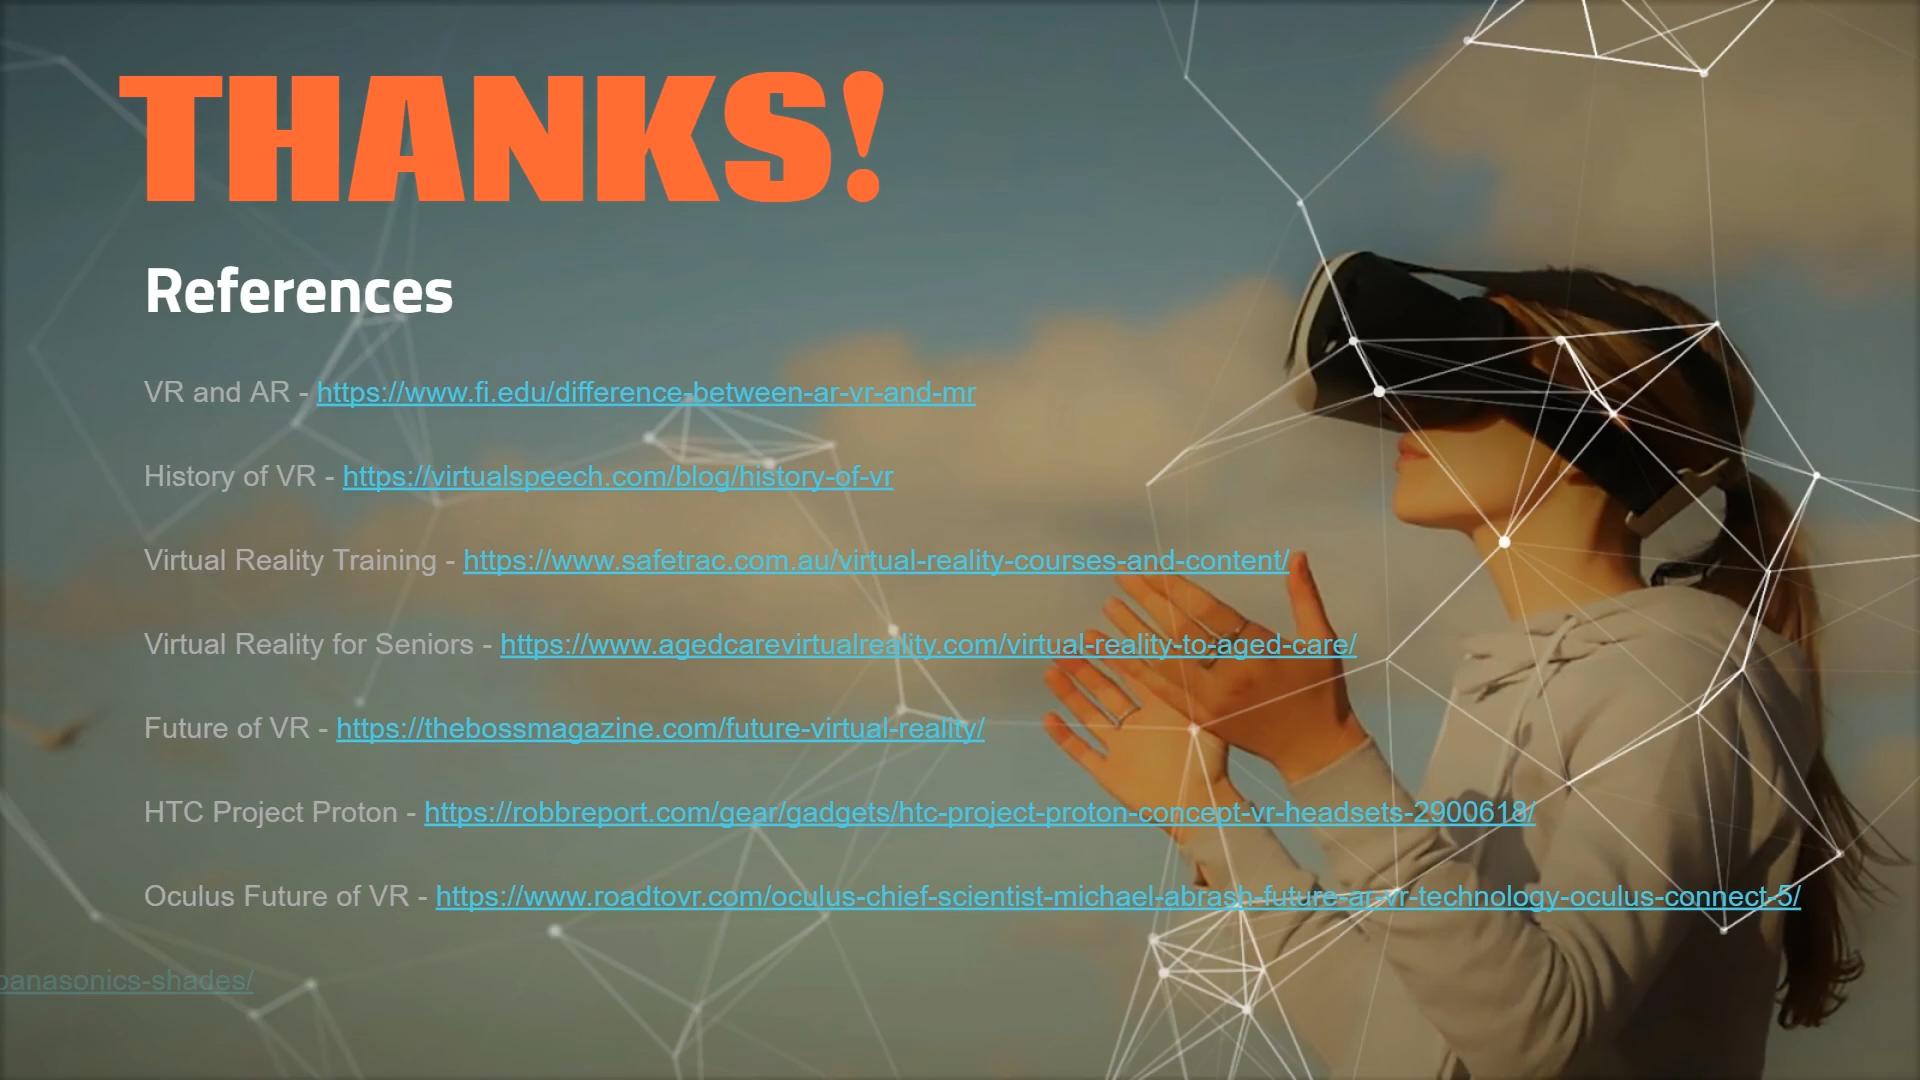 THANKS!
References
VR and AR - https://www.fi.edu/difference-between-ar-vr-and-mr
History of VR - https://virtualspeech.com/blog/history-of-vr
Virtual Reality Training - https://www.safetrac.com.au/virtual-reality-courses-and-content/
Virtual Reality for Seniors - https://www.agedcarevirtualreality.com/virtual-reality-to-aged-care/
Future of VR - https://thebossmagazine.com/future-virtual-reality/
HTC Project Proton - https://robbreport.com/gear/gadgets/htc-project-proton-concept-vr-headsets-2900618/
Oculus Future of VR - https://www.roadtovr.com/oculus-chief-scientist-michael-abrash-future-ar-vr-technology-oculus-connect-5/
panasonics-shades/